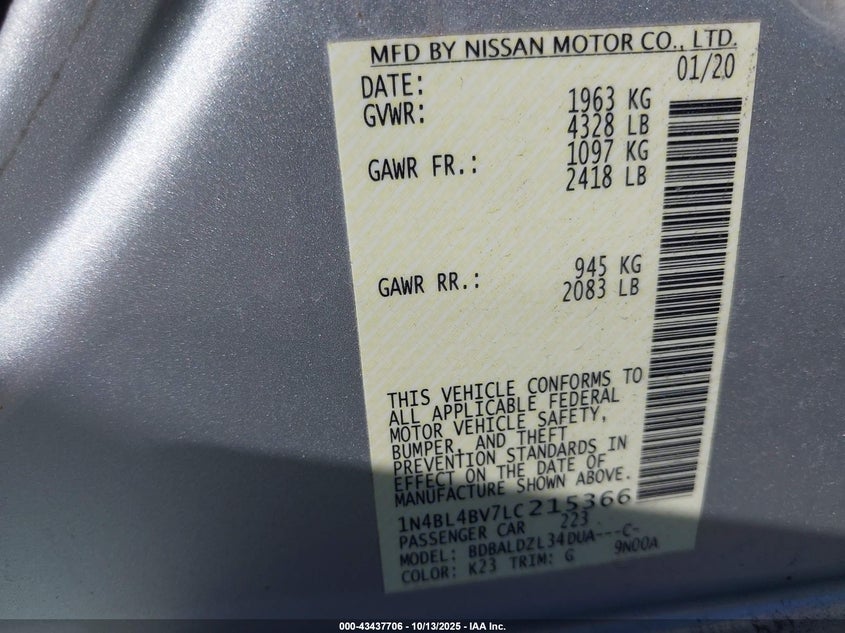 MFD BY NISSAN MOTOR CO., LTD.
DATE: 01/20
GVWR: 1963 KG
4328 LB
GAWR FR.: 1097 KG
2418 LB
GAWR RR.: 945 KG
2083 LB
THIS VEHICLE CONFORMS TO
ALL APPLICABLE FEDERAL
MOTOR VEHICLE SAFETY,
BUMPER, AND THEFT
PREVENTION STANDARDS IN
EFFECT ON THE DATE OF
MANUFACTURE SHOWN ABOVE.
1N4BL4BV7LC215366
PASSENGER CAR 223
MODEL: BDBALDZL34DUA---C-
COLOR: K23 TRIM: G 9N00A
000-43437706 - 10/13/2025 - IAA Inc.